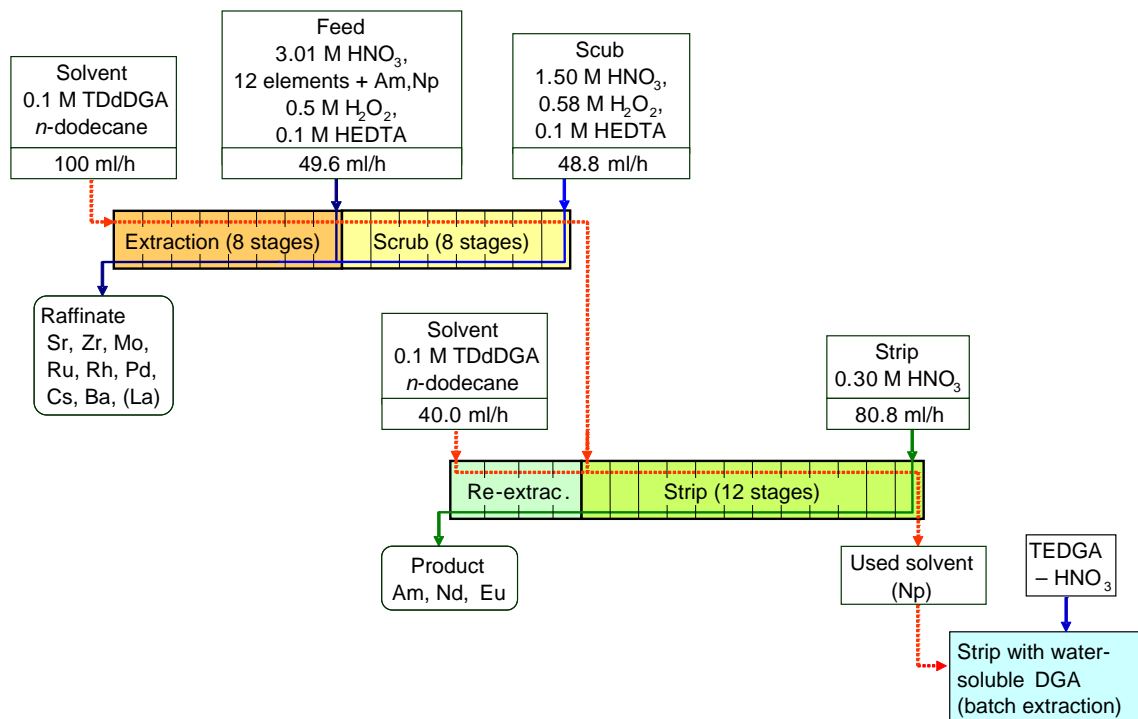 Solvent
0.1 M TDdDGA
n-dodecane
100 ml/h
Feed
3.01 M HNO₃,
12 elements + Am,Np
0.5 M H₂O₂,
0.1 M HEDTA
49.6 ml/h
Scub
1.50 M HNO₃,
0.58 M H₂O₂,
0.1 M HEDTA
48.8 ml/h
Extraction (8 stages)
Scrub (8 stages)
Raffinate
Sr, Zr, Mo,
Ru, Rh, Pd,
Cs, Ba, (La)
Solvent
0.1 M TDdDGA
n-dodecane
40.0 ml/h
Strip
0.30 M HNO₃
80.8 ml/h
Re-extrac.
Strip (12 stages)
Product
Am, Nd, Eu
Used solvent
(Np)
TEDGA
– HNO₃
Strip with water-
soluble DGA
(batch extraction)